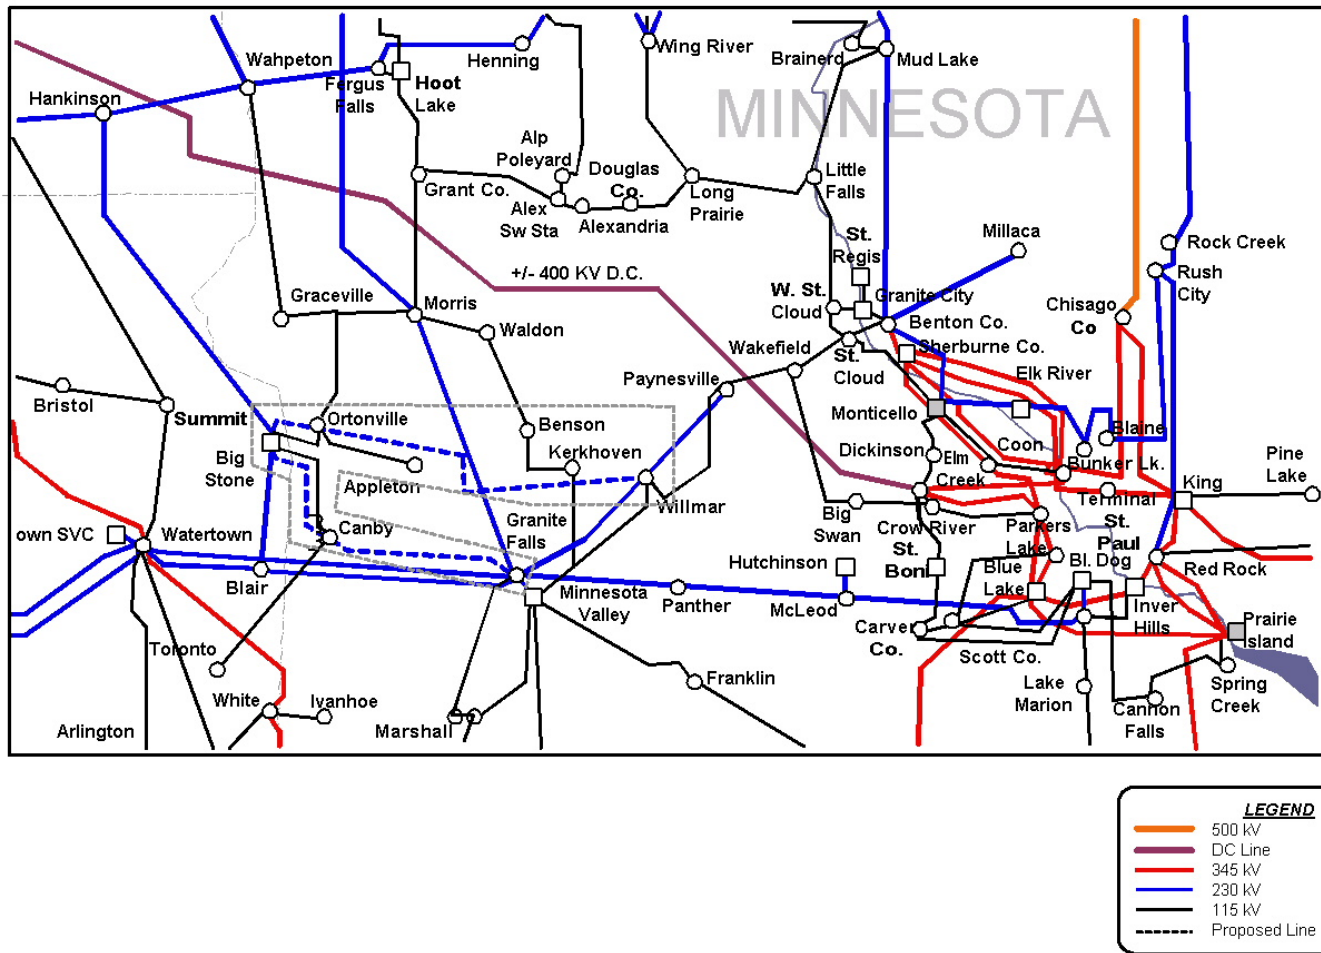 Wahpeton
Henning
Wing River
Brainerd
Mud Lake
Hankinson
Fergus
Falls
Hoot
Lake
MINNESOTA
Alp
Poleyard
Douglas
Co.
Grant Co.
Alex
Sw Sta
Alexandria
Long
Prairie
Little
Falls
St.
Regis
Millaca
Rock Creek
Rush
City
+/- 400 KV D.C.
Graceville
Morris
Waldon
W. St.
Cloud
Granite City
Benton Co.
Chisago
Co
Sherburne Co.
Wakefield
St.
Cloud
Elk River
Paynesville
Bristol
Summit
Ortonville
Benson
Kerkhoven
Monticello
Blaine
Coon
Dickinson
Elm
Creek
Bunker Lk.
Big
Stone
Appleton
Willmar
King
Pine
Lake
Terminal
Canby
Granite
Falls
Big
Swan
Crow River
Parkers
Lake
St.
Paul
own SVC
Watertown
Blair
Hutchinson
St.
Boni
Blue
Lake
Bl. Dog
Red Rock
Minnesota
Valley
Panther
McLeod
Inver
Hills
Prairie
Island
Carver
Co.
Scott Co.
Toronto
White
Ivanhoe
Franklin
Lake
Marion
Cannon
Falls
Spring
Creek
Arlington
Marshall
LEGEND
500 kV
DC Line
345 kV
230 kV
115 kV
Proposed Line